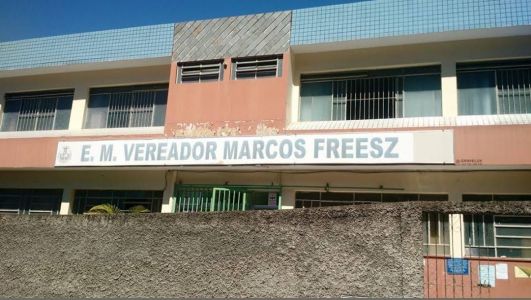 E. M. VEREADOR MARCOS FREESZ